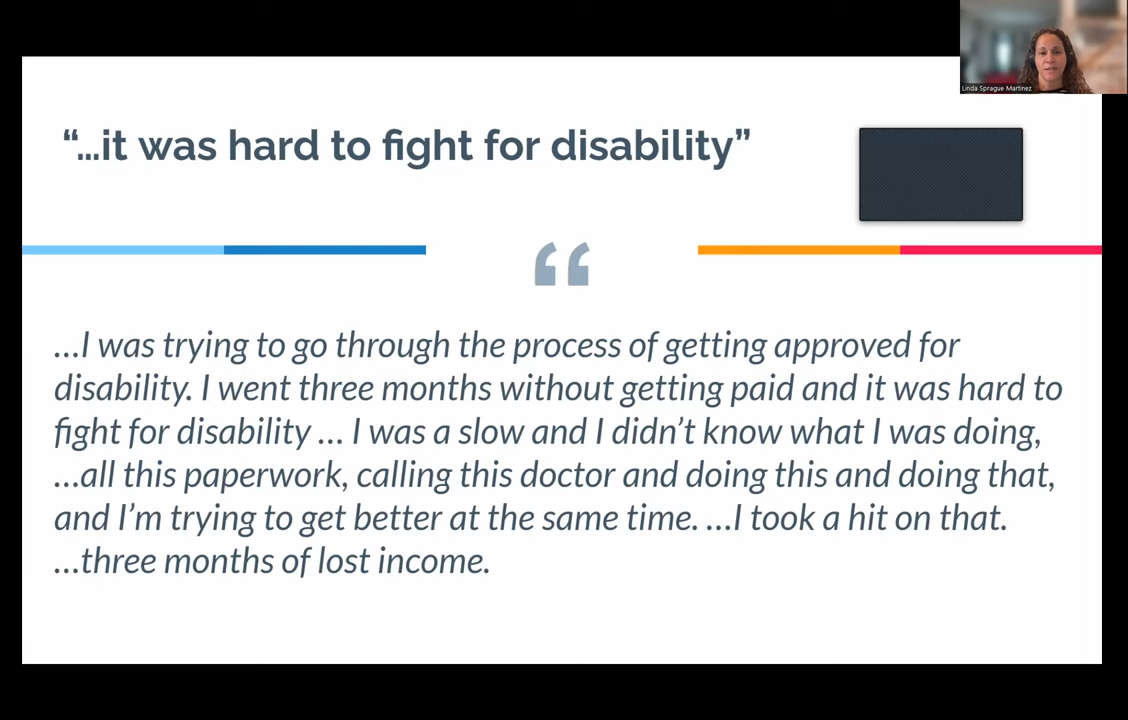 Linda Sprague Martinez
“...it was hard to fight for disability”
“
...I was trying to go through the process of getting approved for
disability. I went three months without getting paid and it was hard to
fight for disability ... I was a slow and I didn’t know what I was doing,
...all this paperwork, calling this doctor and doing this and doing that,
and I’m trying to get better at the same time. ...I took a hit on that.
...three months of lost income.